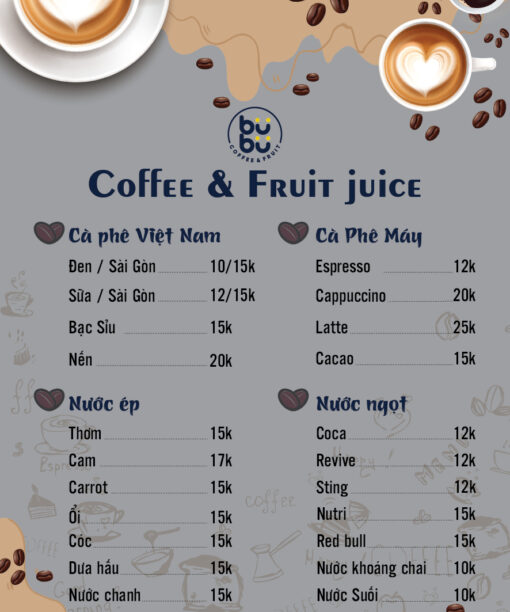 bü
bü
COFFEE & FRUIT
Coffee & Fruit juice
Cà phê Việt Nam
Đen / Sài Gòn 10/15k
Sữa / Sài Gòn 12/15k
Bạc Sỉu 15k
Nến 20k
Cà Phê Máy
Espresso 12k
Cappuccino 20k
Latte 25k
Cacao 15k
Nước ép
Thơm 15k
Cam 17k
Carrot 15k
Ổi 15k
Cóc 15k
Dưa hấu 15k
Nước chanh 15k
Nước ngọt
Coca 12k
Revive 12k
Sting 12k
Nutri 15k
Red bull 15k
Nước khoáng chai 10k
Nước Suối 10k